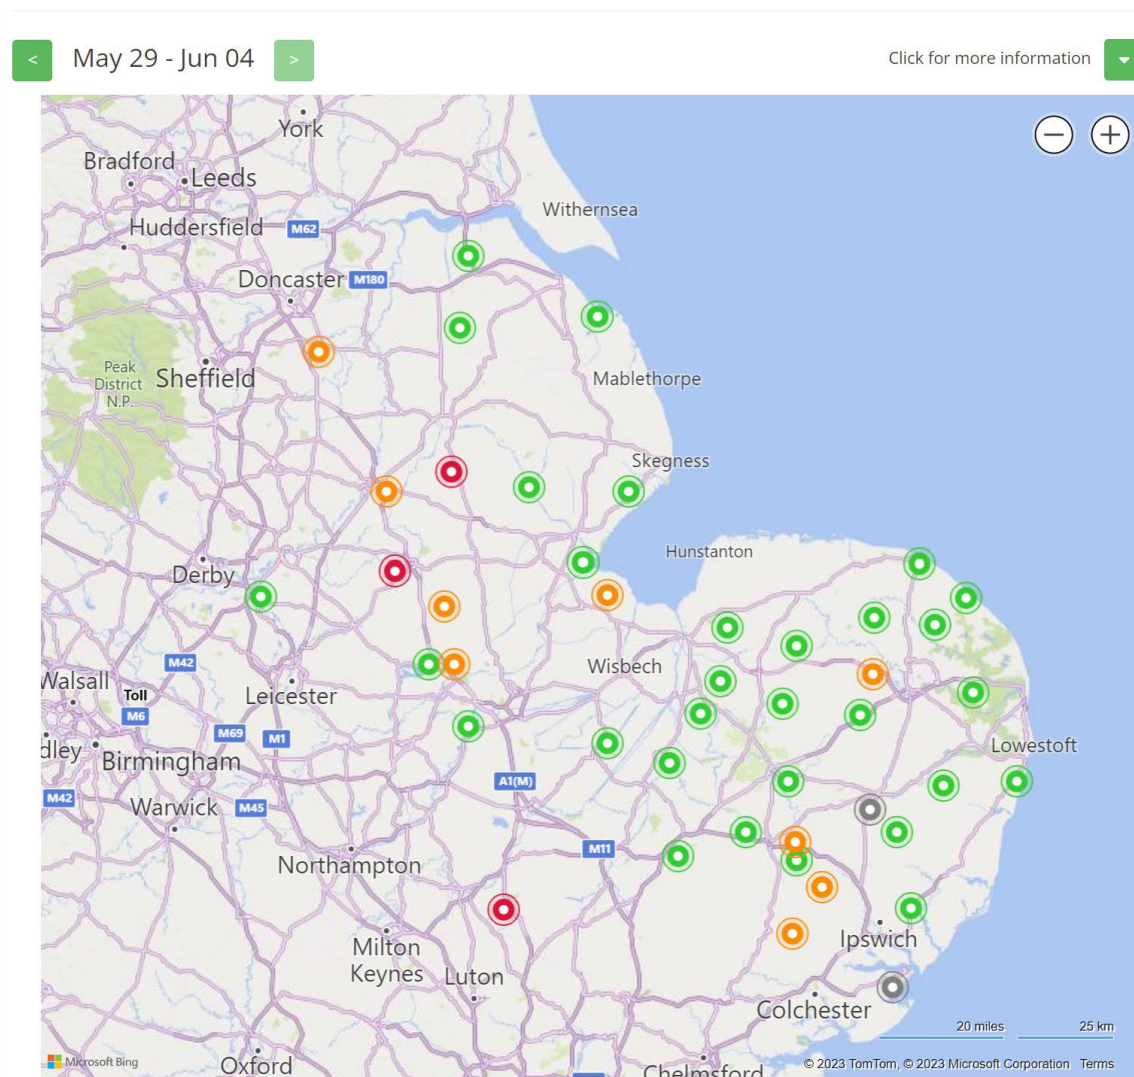 < May 29 - Jun 04 >
Click for more information
York
Bradford
Leeds
Withernsea
Huddersfield
M62
Doncaster
M180
Peak
District
N.P.
Sheffield
Mablethorpe
Skegness
Hunstanton
Derby
M42
Wisbech
Walsall
Toll
M6
Leicester
M69
M1
dley
Birmingham
Lowestoft
A1(M)
M42
Warwick
M45
M11
Northampton
Ipswich
Milton
Keynes
Luton
Colchester
20 miles
25 km
Microsoft Bing
Oxford
Chelmsford
© 2023 TomTom, © 2023 Microsoft Corporation Terms